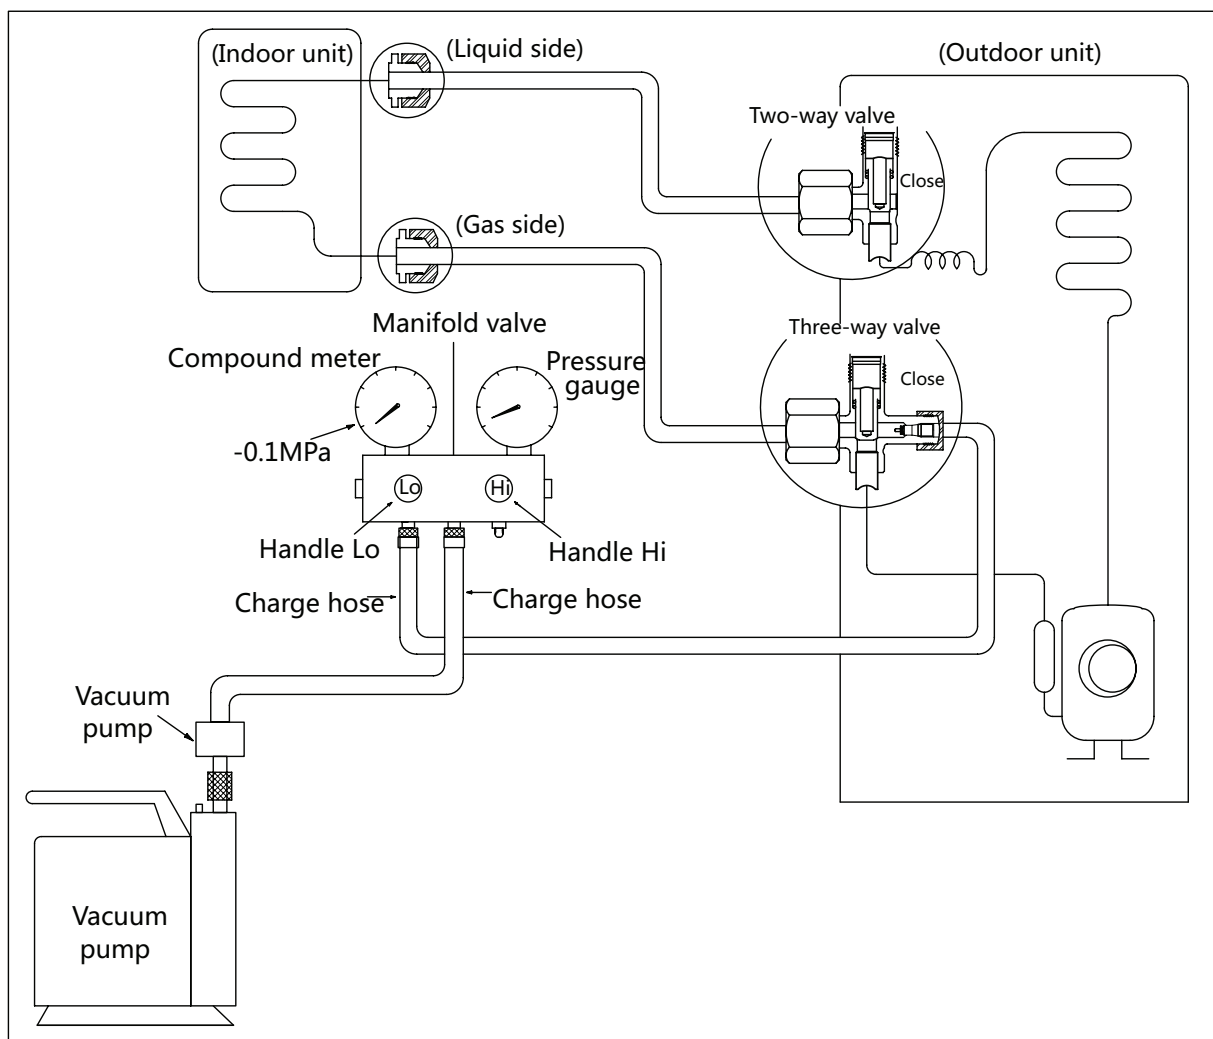 (Indoor unit)
(Liquid side)
(Outdoor unit)
Two-way valve
Close
(Gas side)
Manifold valve
Three-way valve
Compound meter
Pressure
gauge
Close
-0.1MPa
Lo
Hi
Handle Lo
Handle Hi
Charge hose
Charge hose
Vacuum
pump
Vacuum
pump